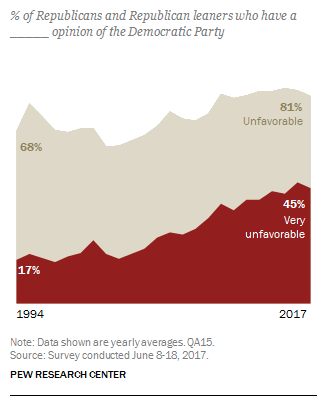 % of Republicans and Republican leaners who have a
_____ opinion of the Democratic Party
81%
Unfavorable
68%
45%
Very
unfavorable
17%
1994 2017
Note: Data shown are yearly averages. QA15.
Source: Survey conducted June 8-18, 2017.
PEW RESEARCH CENTER